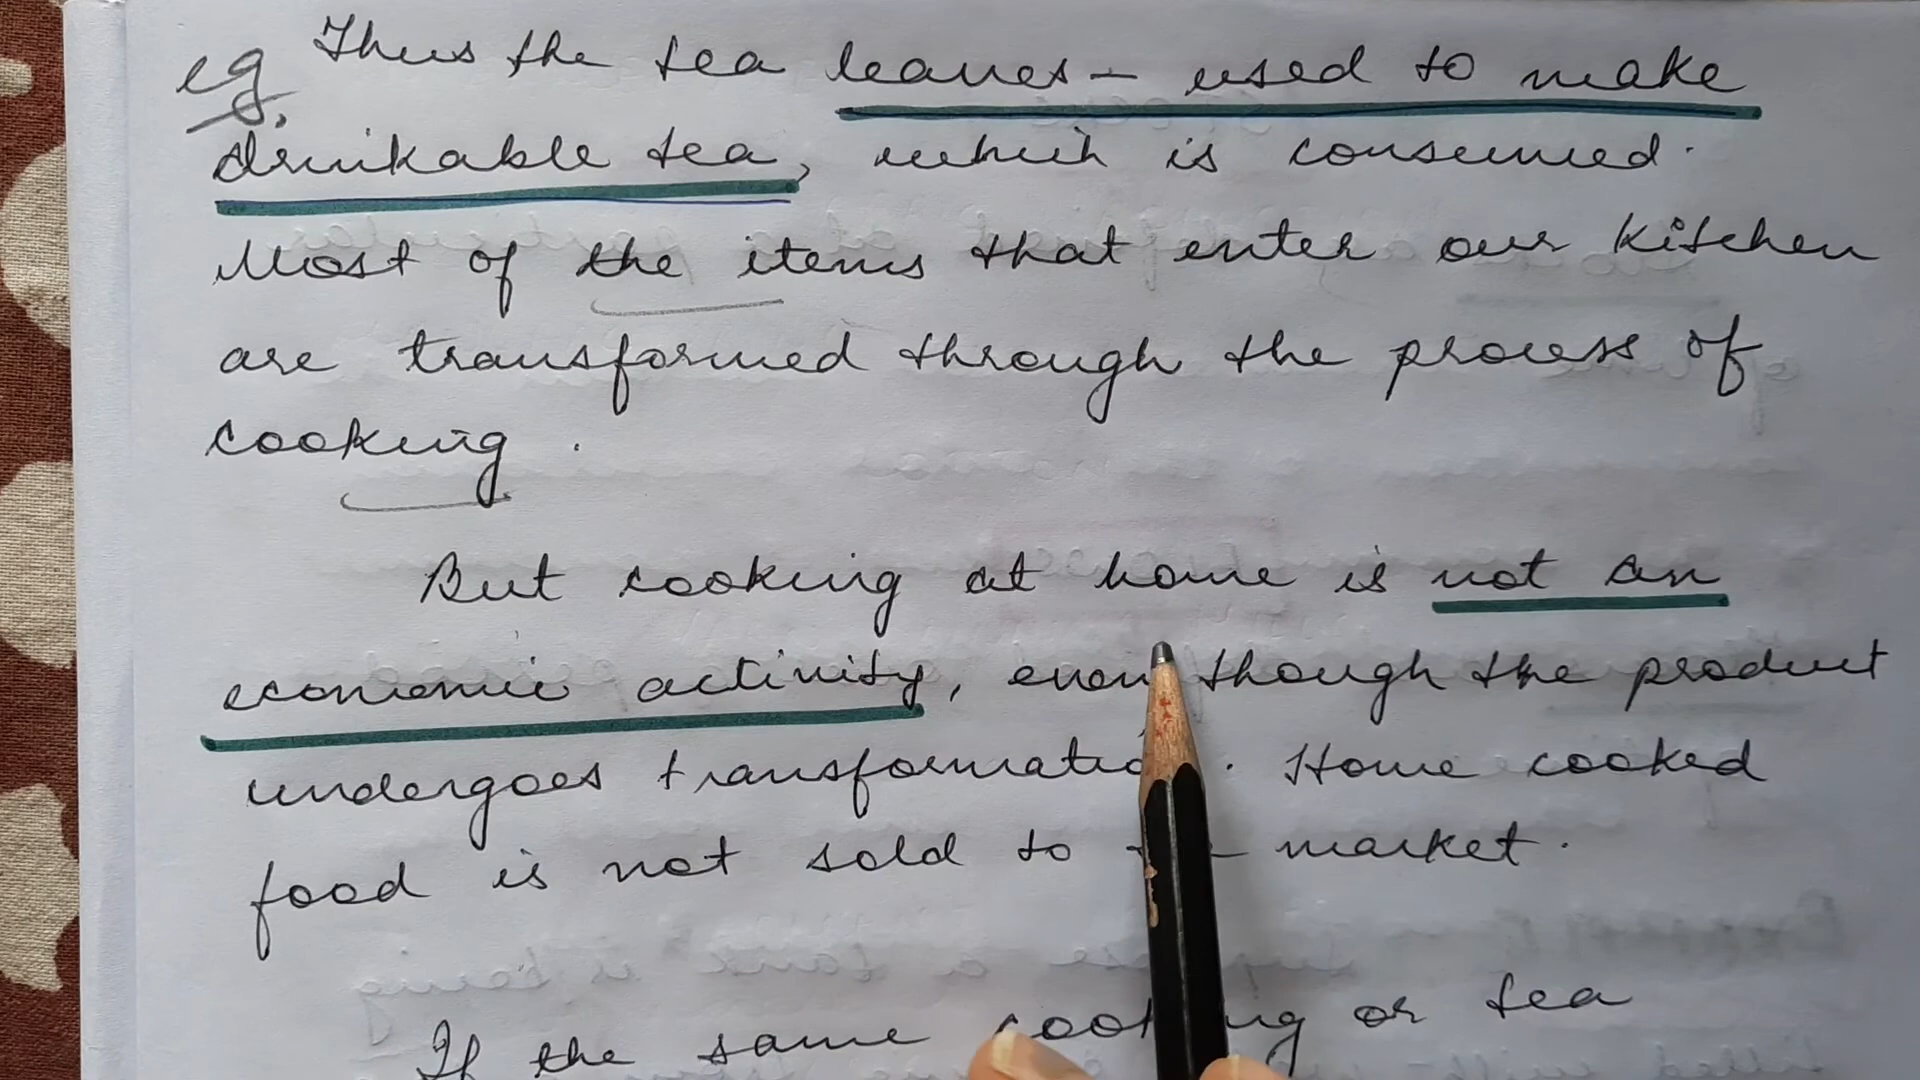 eg. Thus the tea leaves – used to make
drinkable tea, which is consumed.
Most of the items that enter our kitchen
are transformed through the process of
cooking.
But cooking at home is not an
economic activity, even though the product
undergoes transformatio. Home cooked
food is not sold to market.
If the same or tea